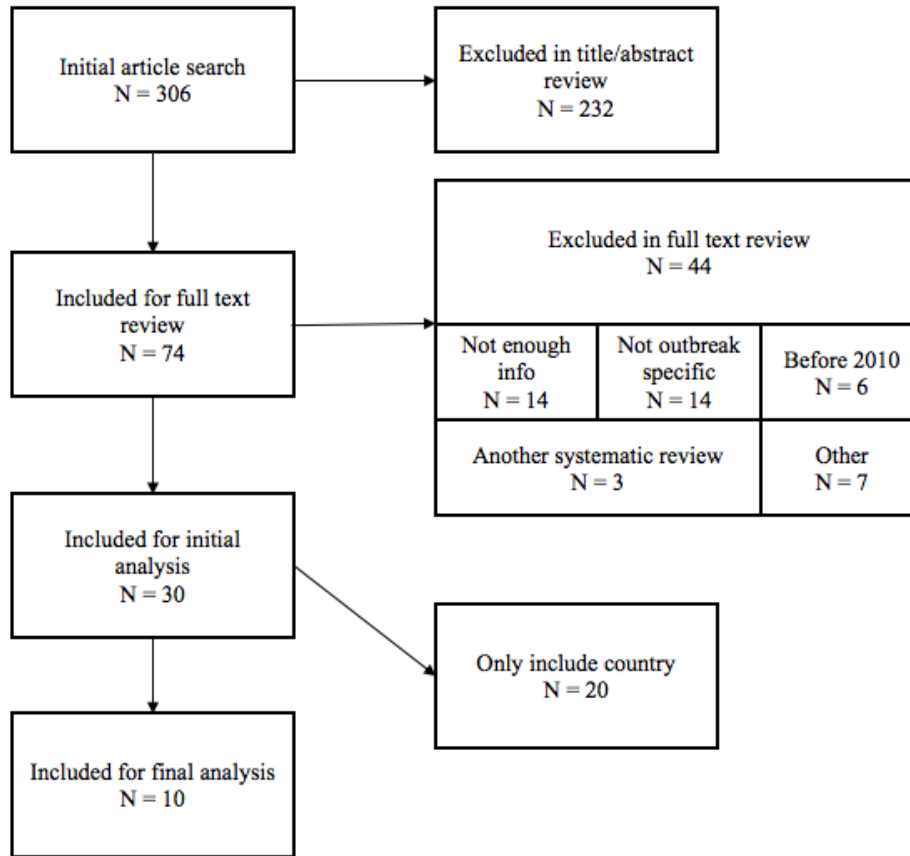 Initial article search
N = 306
Excluded in title/abstract
review
N = 232
Included for full text
review
N = 74
Excluded in full text review
N = 44
Not enough
info
N = 14
Not outbreak
specific
N = 14
Before 2010
N = 6
Another systematic review
N = 3
Other
N = 7
Included for initial
analysis
N = 30
Only include country
N = 20
Included for final analysis
N = 10